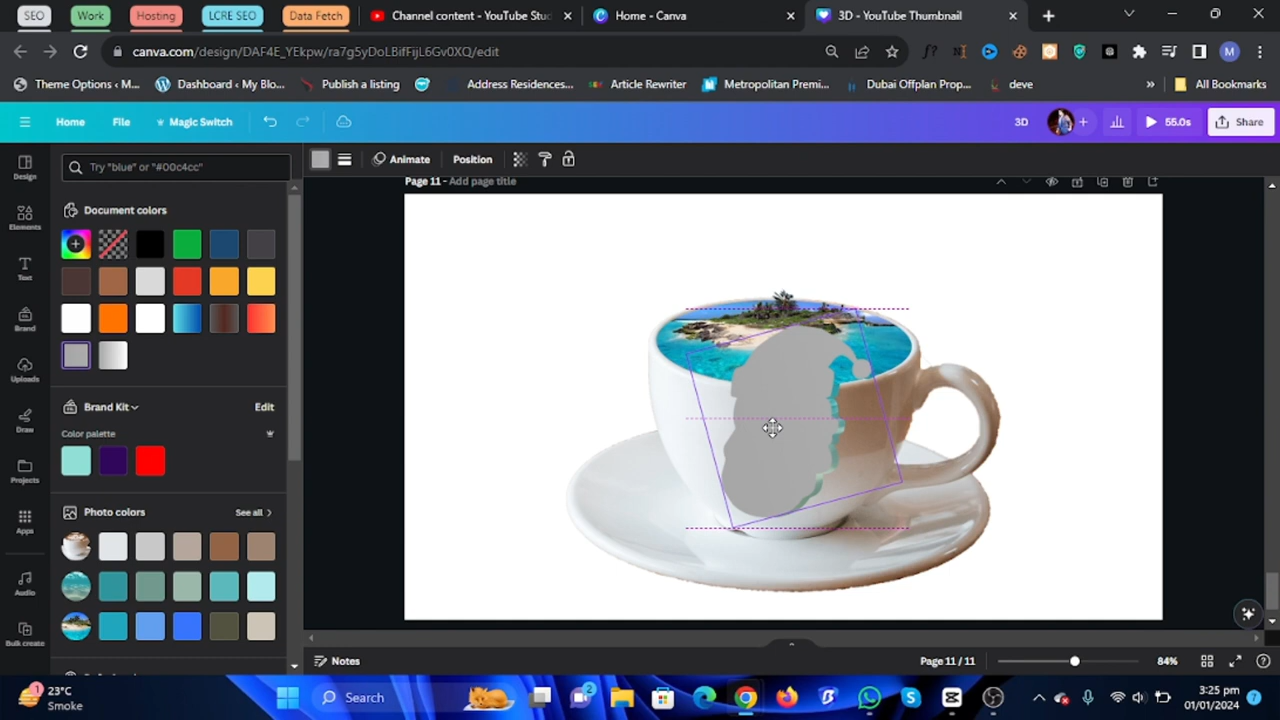 SEO
Work
Hosting
LCRE SEO
Data Fetch
Channel content - YouTube Stu
Home - Canva
3D - YouTube Thumbnail
canva.com/design/DAF4E_YEkpw/ra7g5yDoLBifFijL6Gv0XQ/edit
Theme Options ‹ M...
Dashboard ‹ My Blo...
Publish a listing
Address Residences...
Article Rewriter
Metropolitan Premi...
Dubai Offplan Prop...
deve
»
All Bookmarks
Home
File
Magic Switch
3D
55.0s
Share
Design
Elements
Text
Brand
Uploads
Draw
Projects
Apps
Audio
Bulk create
Try "blue" or "#00c4cc"
Document colors
Brand Kit
Edit
Color palette
Photo colors
See all
Animate
Position
Page 11 - Add page title
Notes
Page 11 / 11
84%
1
23°C
Smoke
Search
2
3:25 pm
01/01/2024
7